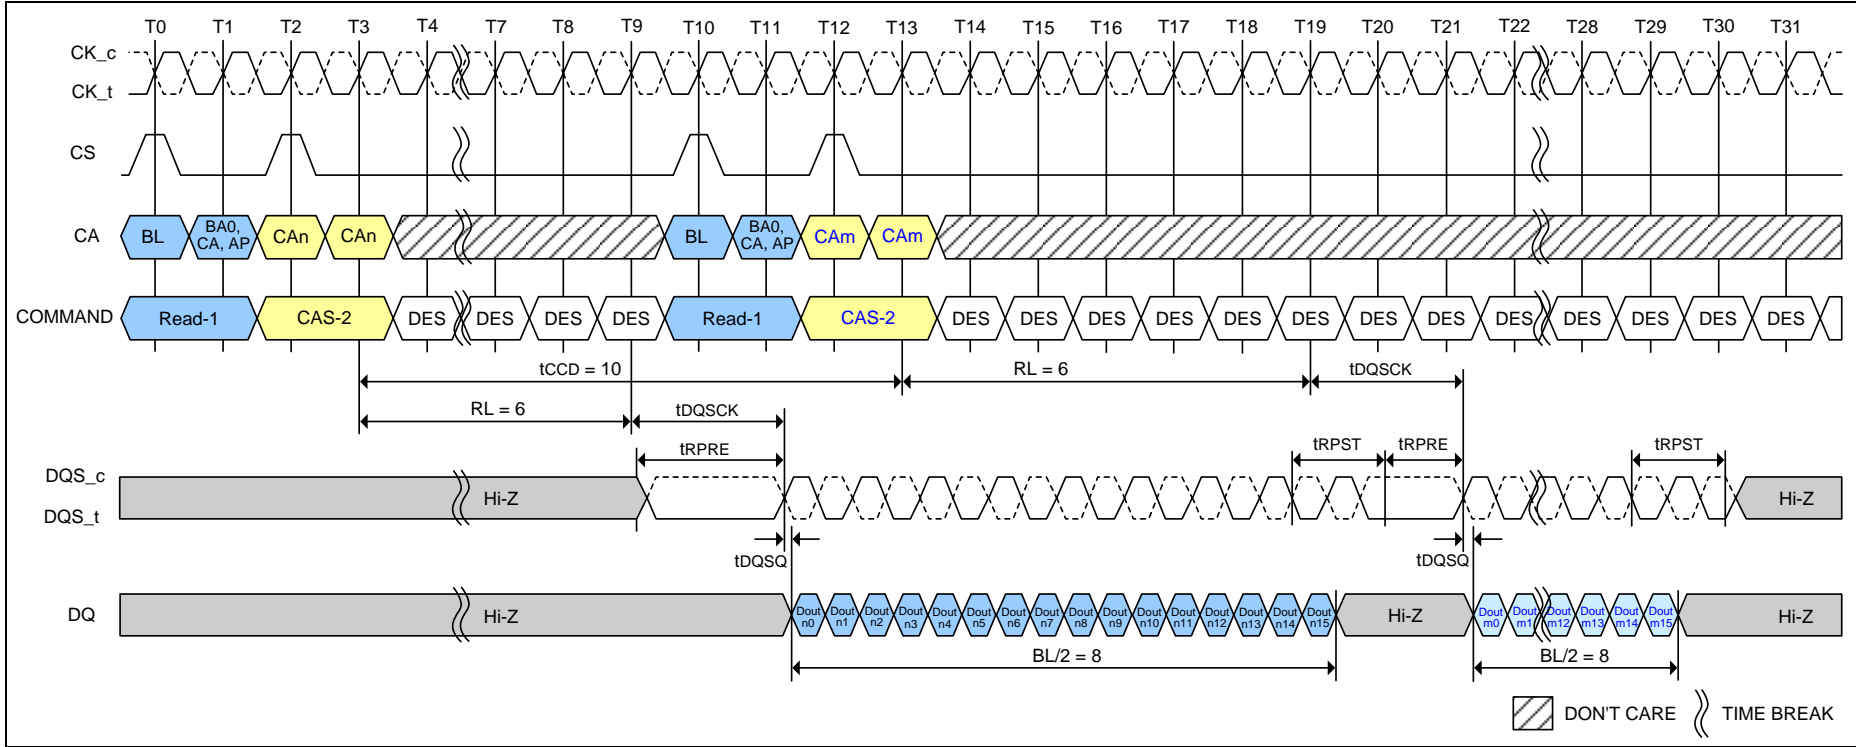 T0 T1 T2 T3 T4 T7 T8 T9 T10 T11 T12 T13 T14 T15 T16 T17 T18 T19 T20 T21 T22 T28 T29 T30 T31
CK_c
CK_t
CS
CA BL BA0, CA, AP CAn CAn BL BA0, CA, AP CAm CAm
COMMAND Read-1 CAS-2 DES DES DES DES Read-1 CAS-2 DES DES DES DES DES DES DES DES DES DES DES DES DES
tCCD = 10 RL = 6 tDQSCK
RL = 6 tDQSCK
tRPRE tRPST tRPRE tRPST
DQS_c
DQS_t
Hi-Z Hi-Z
tDQSQ tDQSQ
DQ Hi-Z Dout n0 Dout n1 Dout n2 Dout n3 Dout n4 Dout n5 Dout n6 Dout n7 Dout n8 Dout n9 Dout n10 Dout n11 Dout n12 Dout n13 Dout n14 Dout n15 Hi-Z Dout m0 Dout m1 Dout m12 Dout m13 Dout m14 Dout m15 Hi-Z
BL/2 = 8 BL/2 = 8
DON'T CARE TIME BREAK